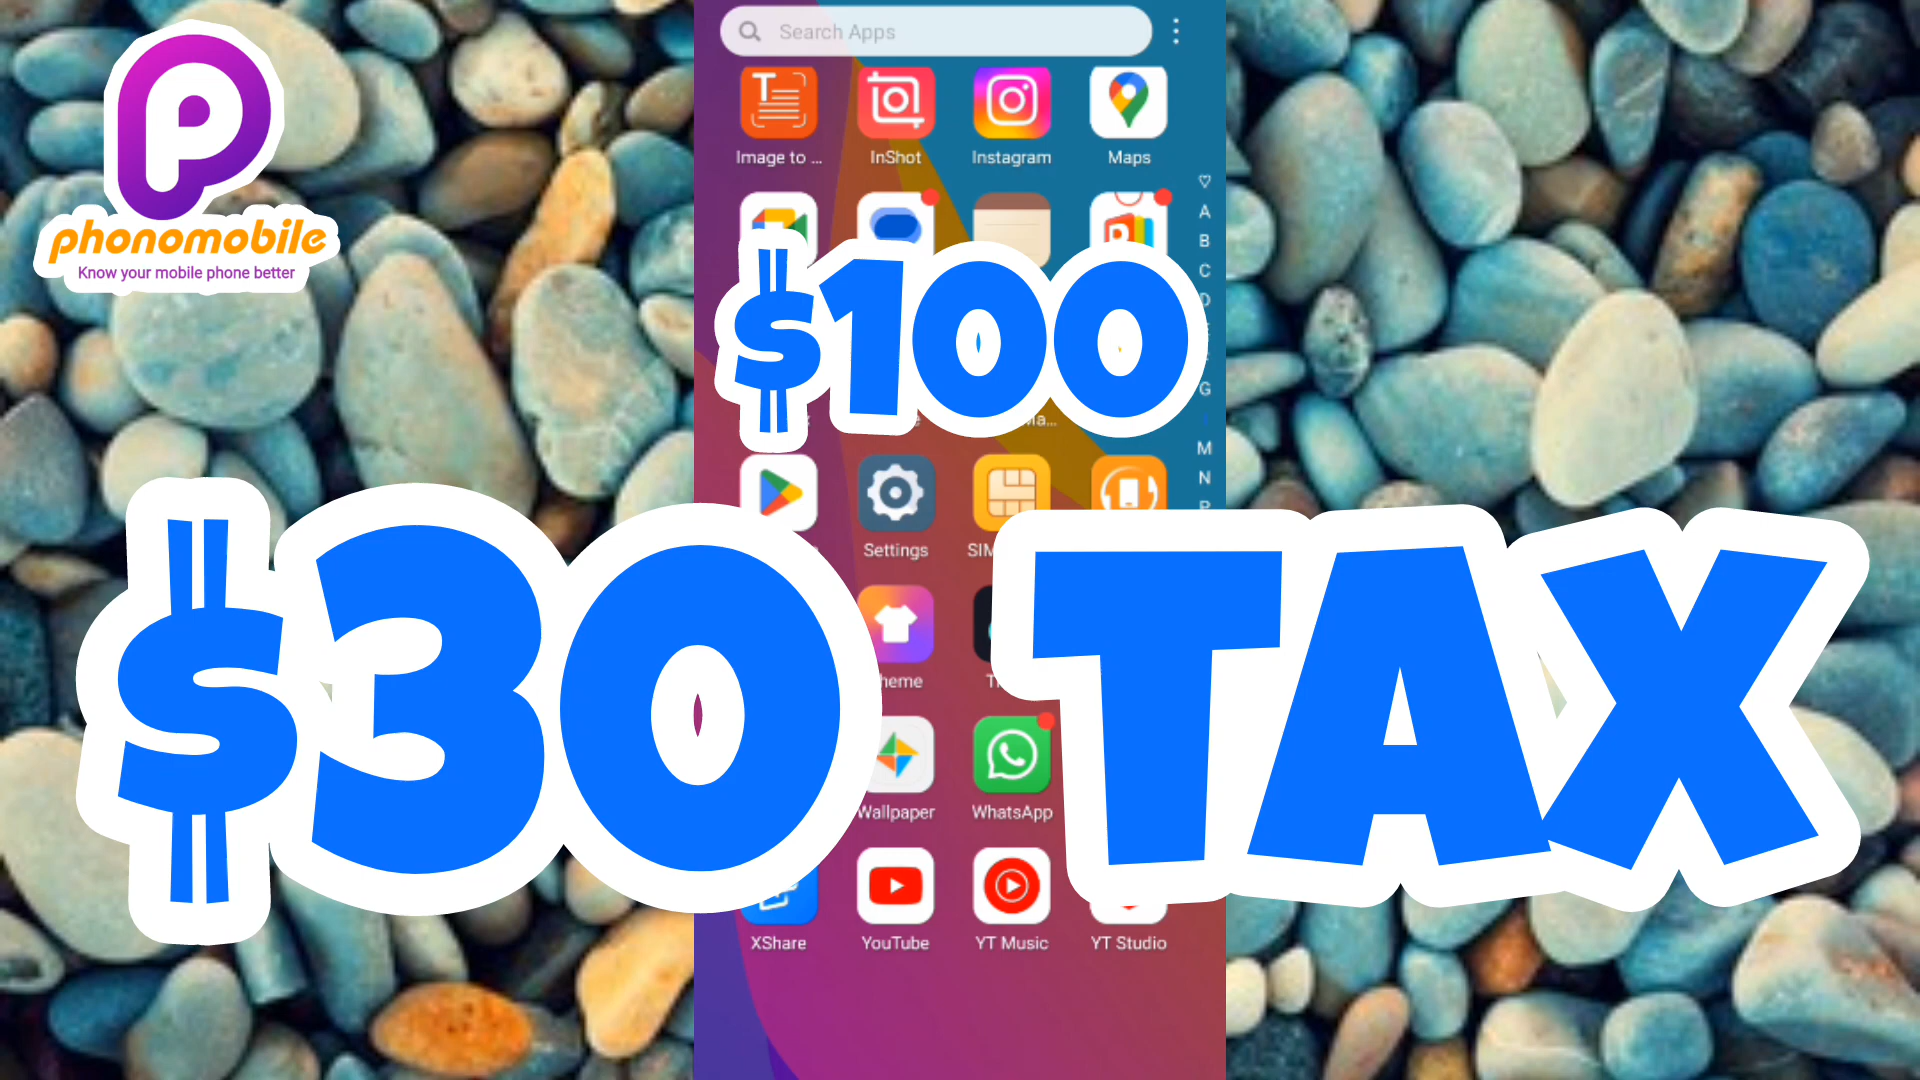 Search Apps
phonomobile
Know your mobile phone better
Image to ...
InShot
Instagram
Maps
♡
A
B
C
D
$100
G
M
N
P
Settings
$30 TAX
Wallpaper
WhatsApp
XShare
YouTube
YT Music
YT Studio